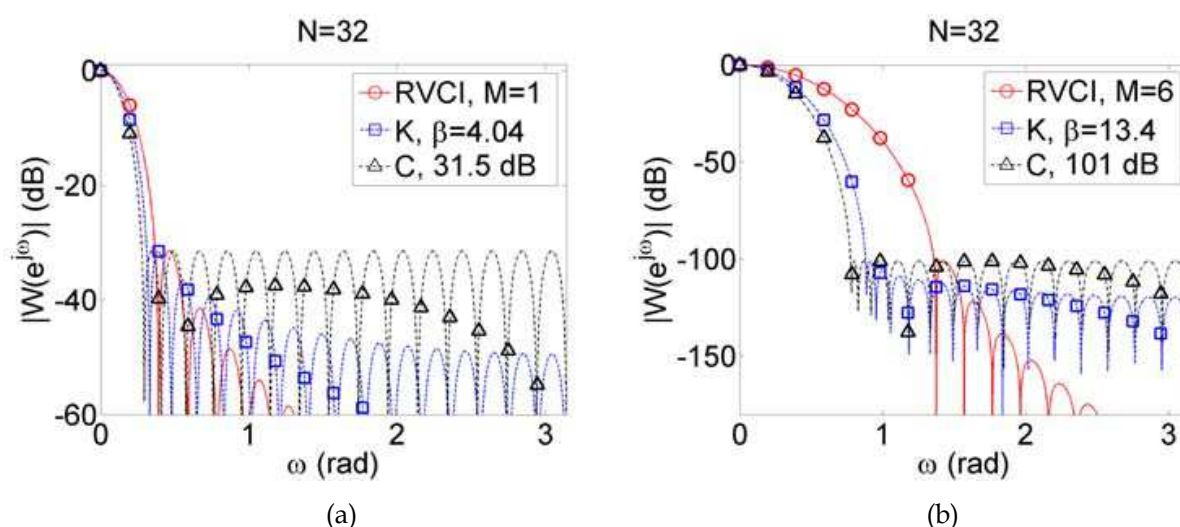 N=32
0
-20
-40
-60
|W(e^jω)| (dB)
RVCI, M=1
K, β=4.04
C, 31.5 dB
0 1 2 3
ω (rad)
(a)
N=32
0
-50
-100
-150
|W(e^jω)| (dB)
RVCI, M=6
K, β=13.4
C, 101 dB
0 1 2 3
ω (rad)
(b)